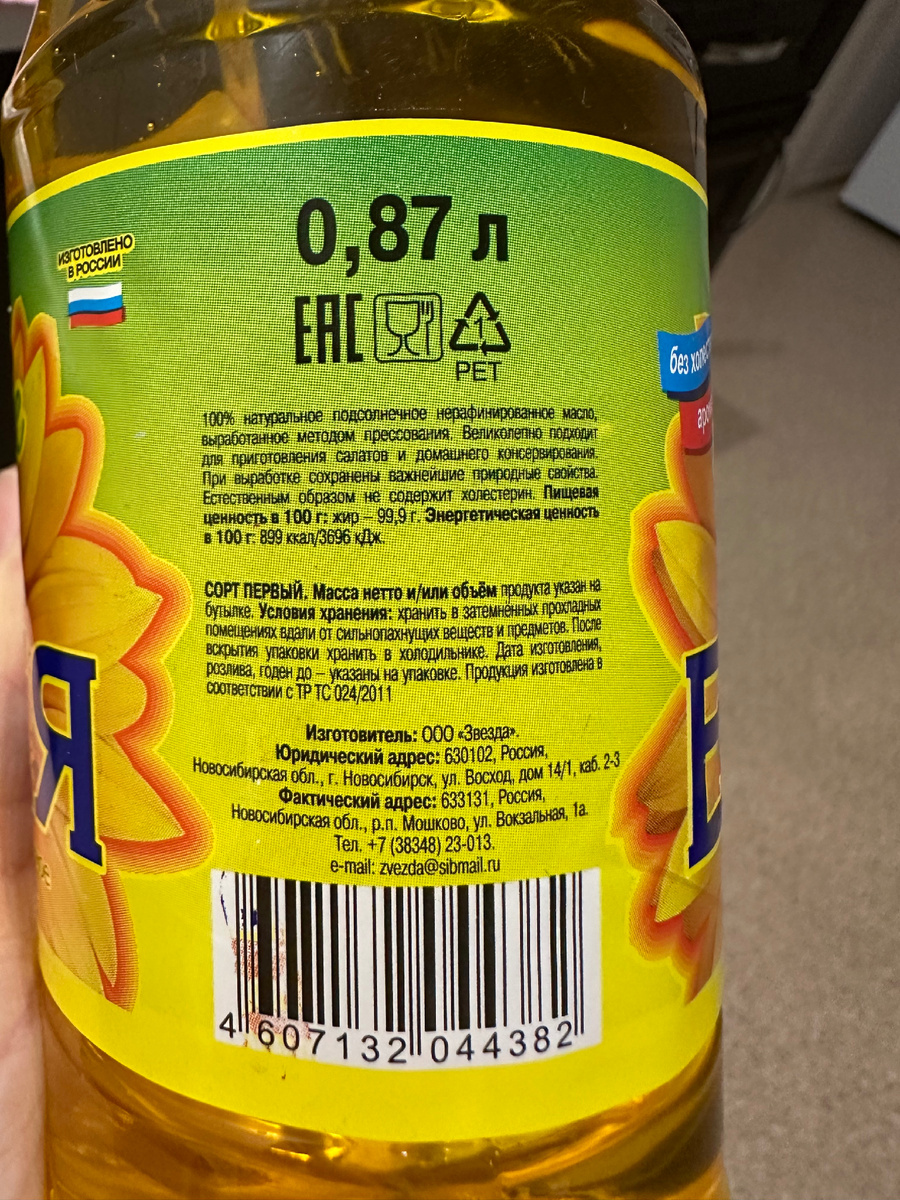 0,87 л
ИЗГОТОВЛЕНО
В РОССИИ
ЕАС
1
PET
без
100% натуральное подсолнечное нерафинированное масло,
выработанное методом прессования. Великолепно подходит
для приготовления салатов и домашнего консервирования.
При выработке сохранены важнейшие природные свойства.
Естественным образом не содержит холестерин. Пищевая
ценность в 100 г: жир – 99,9 г. Энергетическая ценность
в 100 г: 899 ккал/3696 кДж.
СОРТ ПЕРВЫЙ. Масса нетто и/или объём продукта указан на
бутылке. Условия хранения: хранить в затемнённых прохладных
помещениях вдали от сильнопахнущих веществ и предметов. После
вскрытия упаковки хранить в холодильнике. Дата изготовления,
розлива, годен до – указаны на упаковке. Продукция изготовлена в
соответствии с ТР ТС 024/2011
Я
Изготовитель: ООО «Звезда».
Юридический адрес: 630102, Россия,
Новосибирская обл., г. Новосибирск, ул. Восход, дом 14/1, каб. 2-3
Фактический адрес: 633131, Россия,
Новосибирская обл., р.п. Мошково, ул. Вокзальная, 1а.
Тел. +7 (38348) 23-013.
e-mail: zvezda@sibmail.ru
4 607132 044382